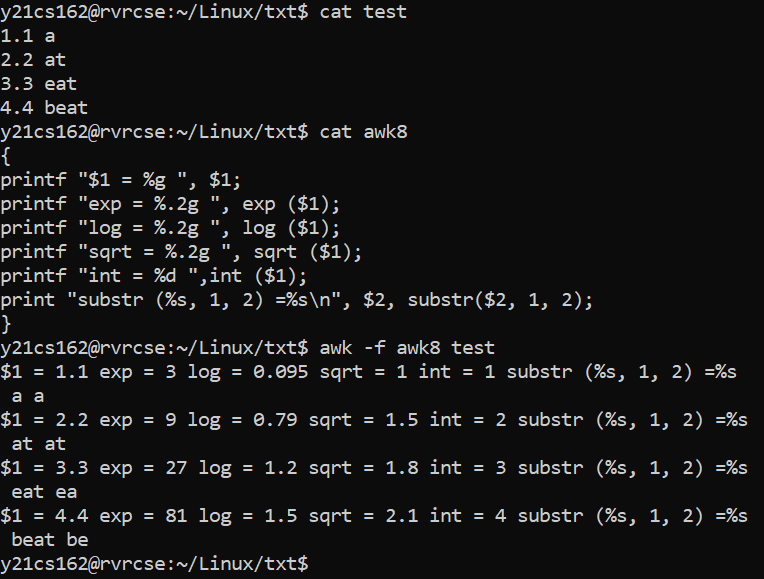 y21cs162@rvrcse:~/Linux/txt$ cat test
1.1 a
2.2 at
3.3 eat
4.4 beat
y21cs162@rvrcse:~/Linux/txt$ cat awk8
{
printf "$1 = %g ", $1;
printf "exp = %.2g ", exp ($1);
printf "log = %.2g ", log ($1);
printf "sqrt = %.2g ", sqrt ($1);
printf "int = %d ",int ($1);
print "substr (%s, 1, 2) =%s\n", $2, substr($2, 1, 2);
}
y21cs162@rvrcse:~/Linux/txt$ awk -f awk8 test
$1 = 1.1 exp = 3 log = 0.095 sqrt = 1 int = 1 substr (%s, 1, 2) =%s
 a a
$1 = 2.2 exp = 9 log = 0.79 sqrt = 1.5 int = 2 substr (%s, 1, 2) =%s
 at at
$1 = 3.3 exp = 27 log = 1.2 sqrt = 1.8 int = 3 substr (%s, 1, 2) =%s
 eat ea
$1 = 4.4 exp = 81 log = 1.5 sqrt = 2.1 int = 4 substr (%s, 1, 2) =%s
 beat be
y21cs162@rvrcse:~/Linux/txt$